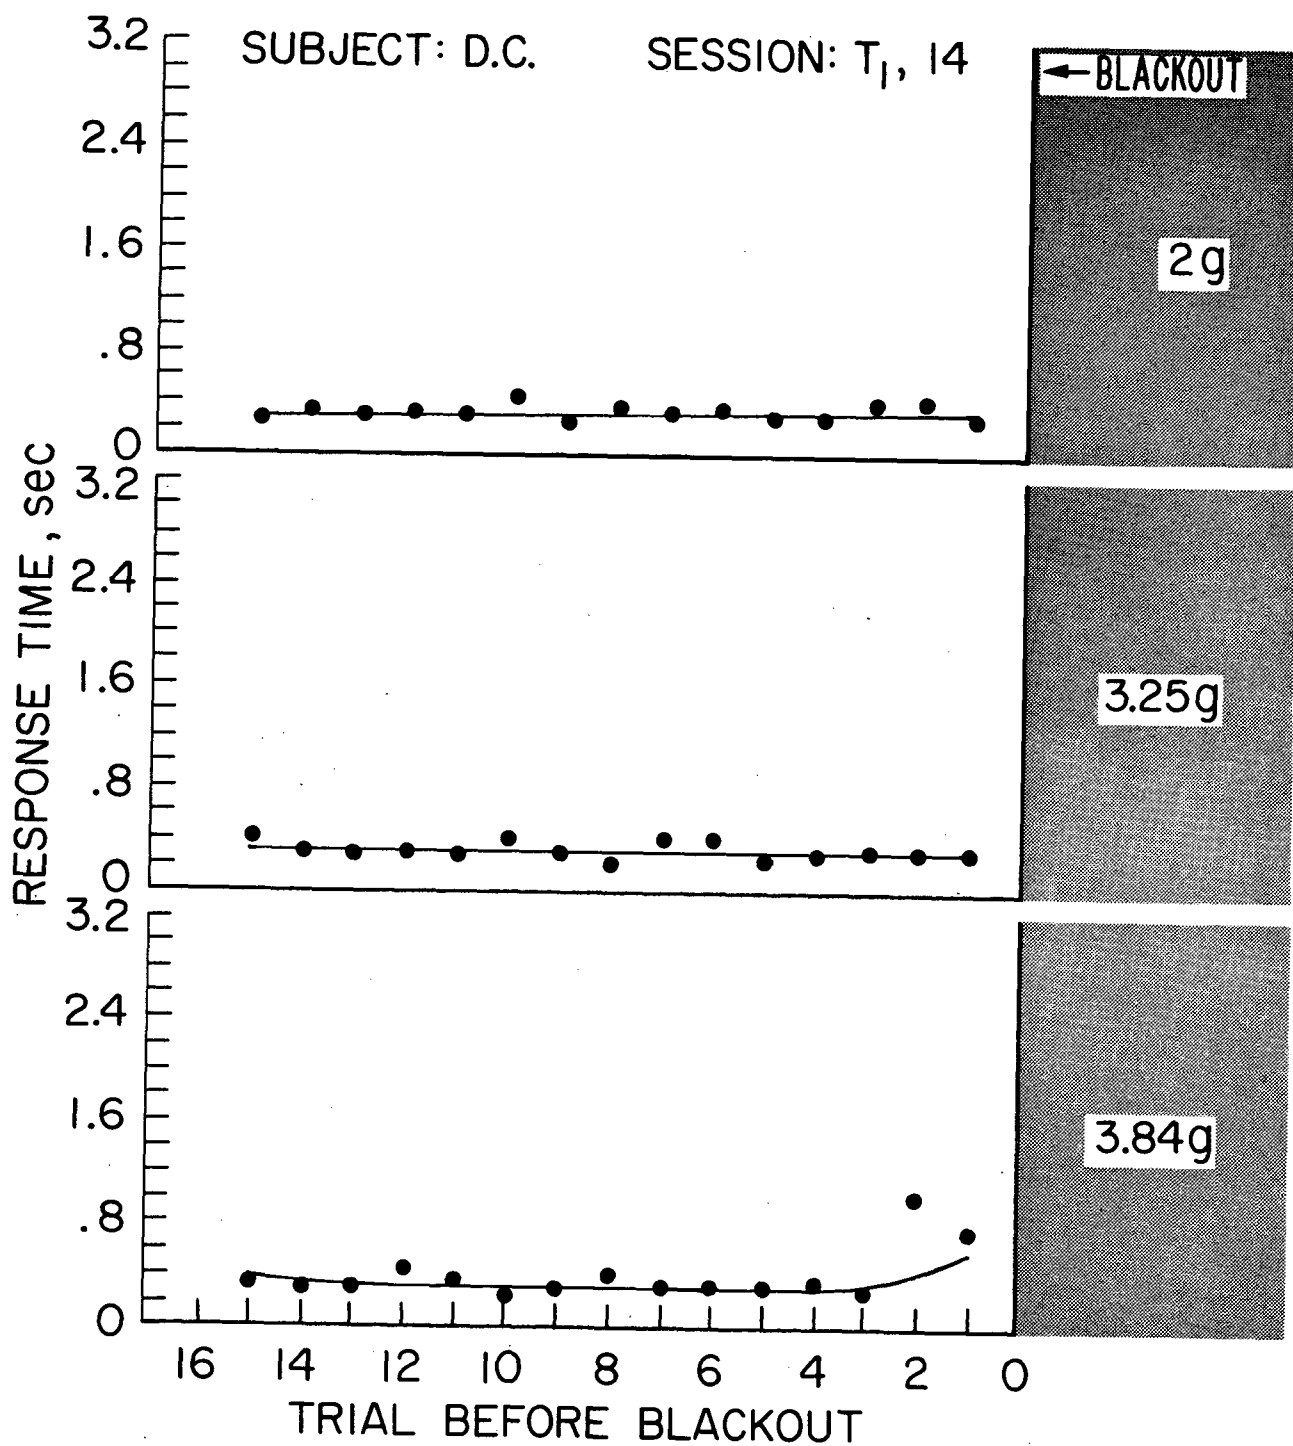 SUBJECT: D.C. SESSION: T1, 14
←BLACKOUT
3.2
2.4
1.6
.8
0
2g
3.2
2.4
1.6
.8
0
3.25g
3.2
2.4
1.6
.8
0
3.84g
RESPONSE TIME, sec
16 14 12 10 8 6 4 2 0
TRIAL BEFORE BLACKOUT